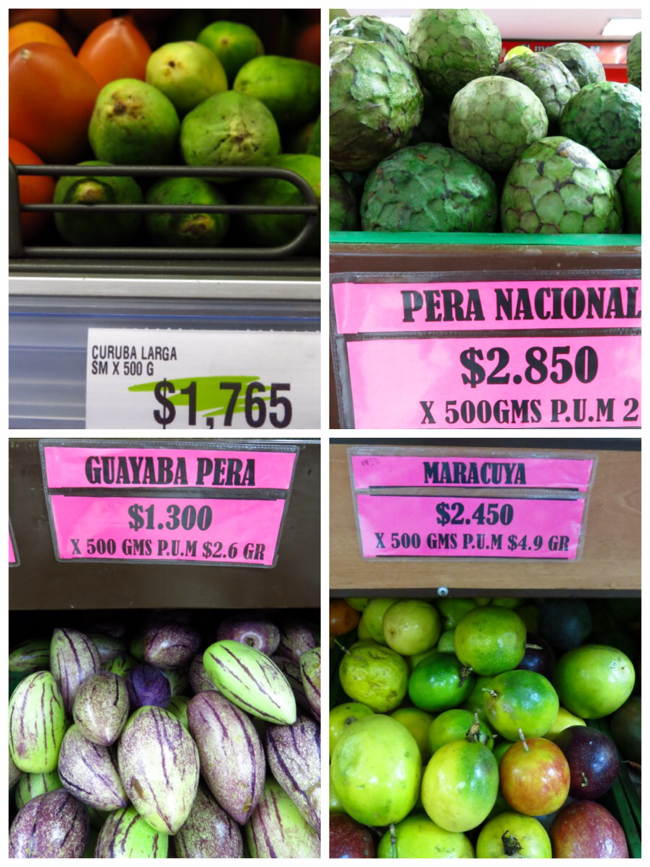 CURUBA LARGA
SM X 500 G
$1,765
PERA NACIONAL
$2.850
X 500GMS P.U.M 2
GUAYABA PERA
$1.300
X 500 GMS P.U.M $2.6 GR
MARACUYA
$2.450
X 500 GMS P.U.M $4.9 GR